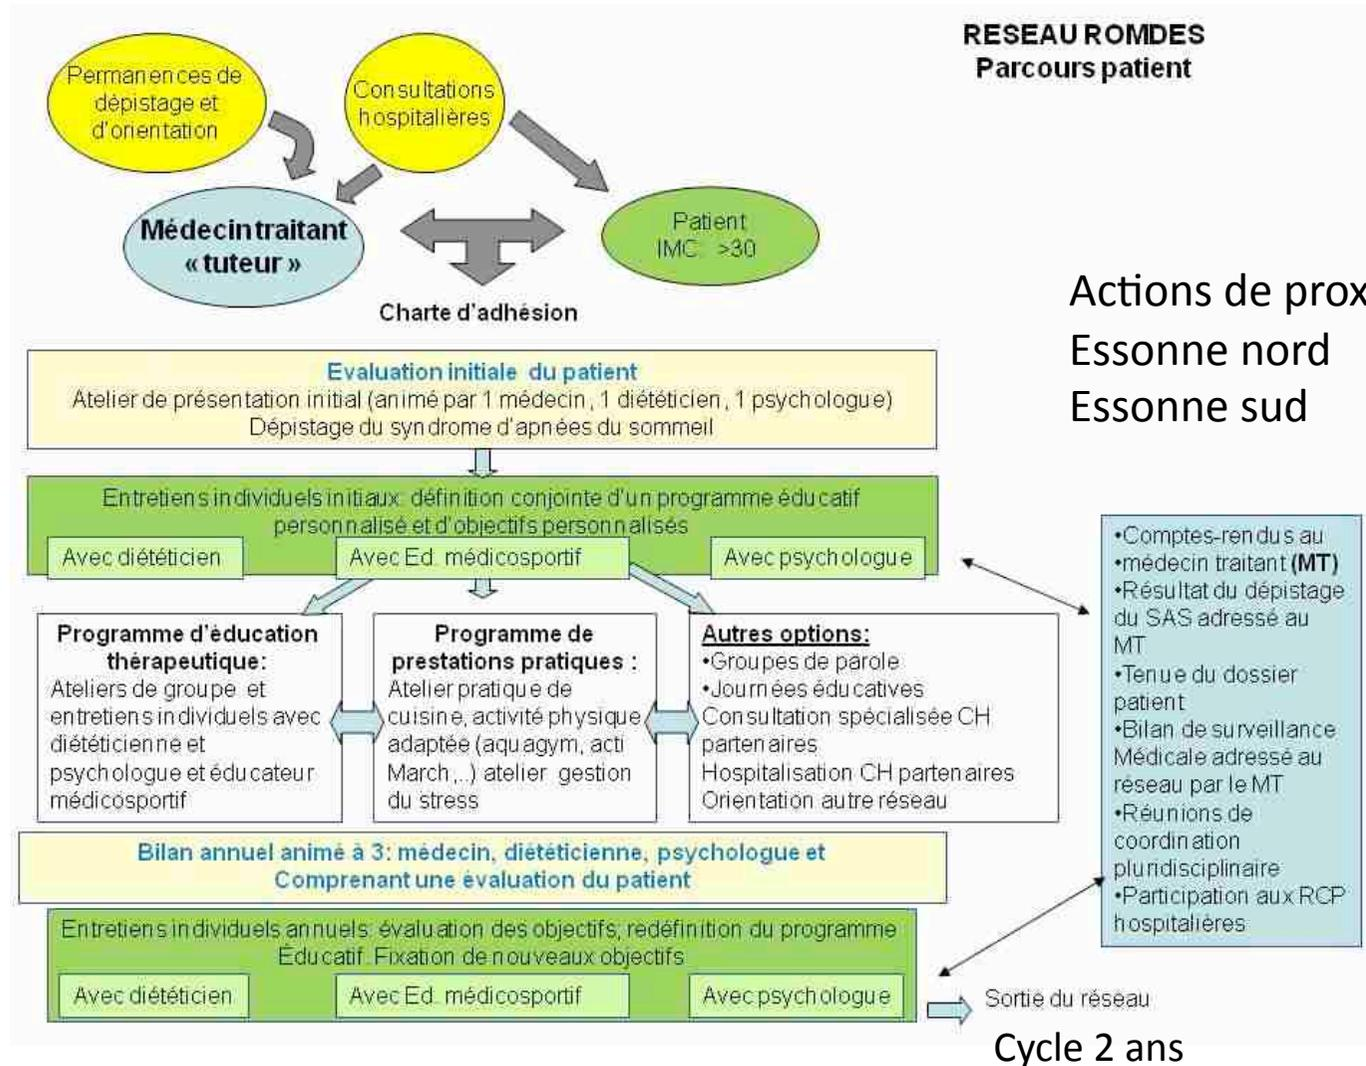 RESEAU ROMDES
Parcours patient
Permanences de
dépistage et
d'orientation
Consultations
hospitalières
Médecin traitant
« tuteur »
Patient
IMC: >30
Charte d'adhésion
Actions de prox
Essonne nord
Essonne sud
Evaluation initiale du patient
Atelier de présentation initial (animé par 1 médecin, 1 diététicien, 1 psychologue)
Dépistage du syndrome d'apnées du sommeil
Entretiens individuels initiaux: définition conjointe d'un programme éducatif
personnalisé et d'objectifs personnalisés
Avec diététicien
Avec Ed. médicosportif
Avec psychologue
Programme d'éducation
thérapeutique:
Ateliers de groupe et
entretiens individuels avec
diététicienne et
psychologue et éducateur
médicosportif
Programme de
prestations pratiques :
Atelier pratique de
cuisine, activité physique
adaptée (aquagym, acti
March,..) atelier gestion
du stress
Autres options:
•Groupes de parole
•Journées éducatives
Consultation spécialisée CH
partenaires
Hospitalisation CH partenaires
Orientation autre réseau
•Comptes-rendus au
•médecin traitant (MT)
•Résultat du dépistage
du SAS adressé au
MT
•Tenue du dossier
patient
•Bilan de surveillance
Médicale adressé au
réseau par le MT
•Réunions de
coordination
pluridisciplinaire
•Participation aux RCP
hospitalières
Bilan annuel animé à 3: médecin, diététicienne, psychologue et
Comprenant une évaluation du patient
Entretiens individuels annuels: évaluation des objectifs, redéfinition du programme
Éducatif. Fixation de nouveaux objectifs
Avec diététicien
Avec Ed. médicosportif
Avec psychologue
Sortie du réseau
Cycle 2 ans